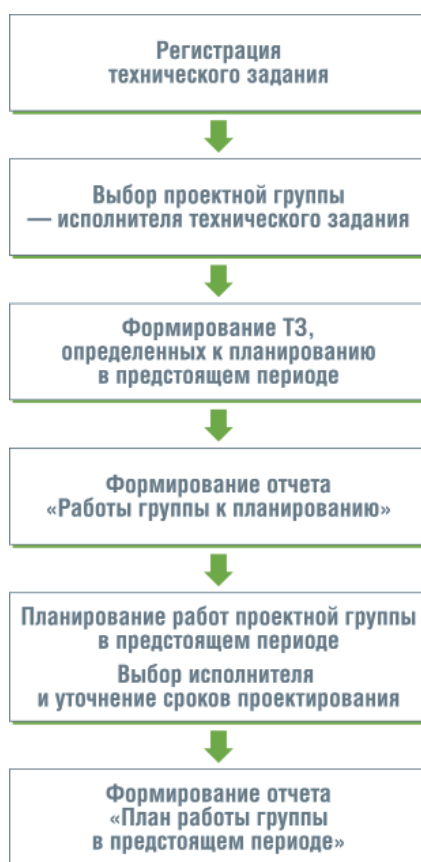 Регистрация
технического задания
Выбор проектной группы
— исполнителя технического задания
Формирование ТЗ,
определенных к планированию
в предстоящем периоде
Формирование отчета
«Работы группы к планированию»
Планирование работ проектной группы
в предстоящем периоде
Выбор исполнителя
и уточнение сроков проектирования
Формирование отчета
«План работы группы
в предстоящем периоде»